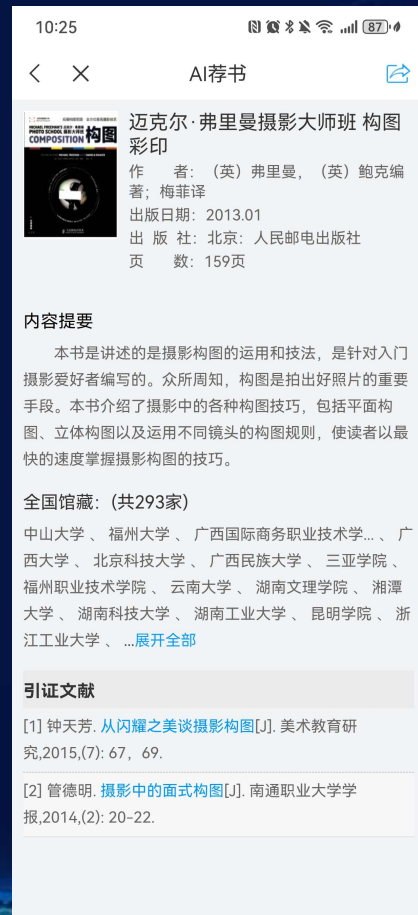 10:25
87
AI荐书
MICHAEL FREEMAN'S
PHOTO SCHOOL
COMPOSITION 构图
迈克尔·弗里曼摄影大师班 构图
彩印
作 者: (英) 弗里曼, (英) 鲍克编
著; 梅菲译
出版日期: 2013.01
出 版 社: 北京: 人民邮电出版社
页 数: 159页
内容提要
本书是讲述的是摄影构图的运用和技法，是针对入门
摄影爱好者编写的。众所周知，构图是拍出好照片的重要
手段。本书介绍了摄影中的各种构图技巧，包括平面构
图、立体构图以及运用不同镜头的构图规则，使读者以最
快的速度掌握摄影构图的技巧。
全国馆藏: (共293家)
中山大学 、 福州大学 、 广西国际商务职业技术学... 、 广
西大学 、 北京科技大学 、 广西民族大学 、 三亚学院 、
福州职业技术学院 、 云南大学 、 湖南文理学院 、 湘潭
大学 、 湖南科技大学 、 湖南工业大学 、 昆明学院 、 浙
江工业大学 、 ...展开全部
引证文献
[1] 钟天芳. 从闪耀之美谈摄影构图[J]. 美术教育研
究,2015,(7): 67，69.
[2] 管德明. 摄影中的面式构图[J]. 南通职业大学学
报,2014,(2): 20-22.